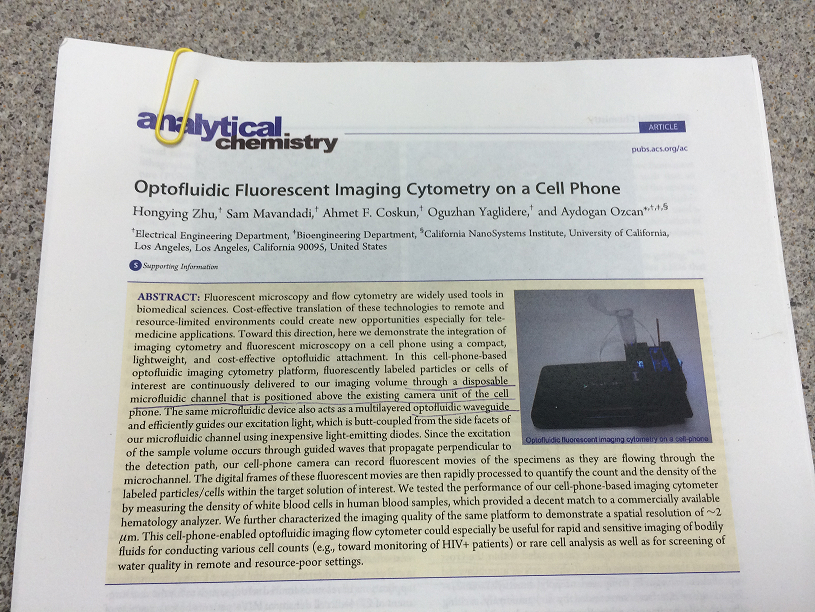 analytical
chemistry
ARTICLE
pubs.acs.org/ac
Optofluidic Fluorescent Imaging Cytometry on a Cell Phone
Hongying Zhu,† Sam Mavandadi,† Ahmet F. Coskun,† Oguzhan Yaglidere,† and Aydogan Ozcan*,†,‡,§
†Electrical Engineering Department, ‡Bioengineering Department, §California NanoSystems Institute, University of California,
Los Angeles, Los Angeles, California 90095, United States
S Supporting Information
ABSTRACT: Fluorescent microscopy and flow cytometry are widely used tools in
biomedical sciences. Cost-effective translation of these technologies to remote and
resource-limited environments could create new opportunities especially for tele-
medicine applications. Toward this direction, here we demonstrate the integration of
imaging cytometry and fluorescent microscopy on a cell phone using a compact,
lightweight, and cost-effective optofluidic attachment. In this cell-phone-based
optofluidic imaging cytometry platform, fluorescently labeled particles or cells of
interest are continuously delivered to our imaging volume through a disposable
microfluidic channel that is positioned above the existing camera unit of the cell
phone. The same microfluidic device also acts as a multilayered optofluidic waveguide
and efficiently guides our excitation light, which is butt-coupled from the side facets of
our microfluidic channel using inexpensive light-emitting diodes. Since the excitation
of the sample volume occurs through guided waves that propagate perpendicular to
the detection path, our cell-phone camera can record fluorescent movies of the specimens as they are flowing through the
microchannel. The digital frames of these fluorescent movies are then rapidly processed to quantify the count and the density of the
labeled particles/cells within the target solution of interest. We tested the performance of our cell-phone-based imaging cytometer
by measuring the density of white blood cells in human blood samples, which provided a decent match to a commercially available
hematology analyzer. We further characterized the imaging quality of the same platform to demonstrate a spatial resolution of ~2
μm. This cell-phone-enabled optofluidic imaging flow cytometer could especially be useful for rapid and sensitive imaging of bodily
fluids for conducting various cell counts (e.g., toward monitoring of HIV+ patients) or rare cell analysis as well as for screening of
water quality in remote and resource-poor settings.
Optofluidic fluorescent imaging cytometry on a cell-phone